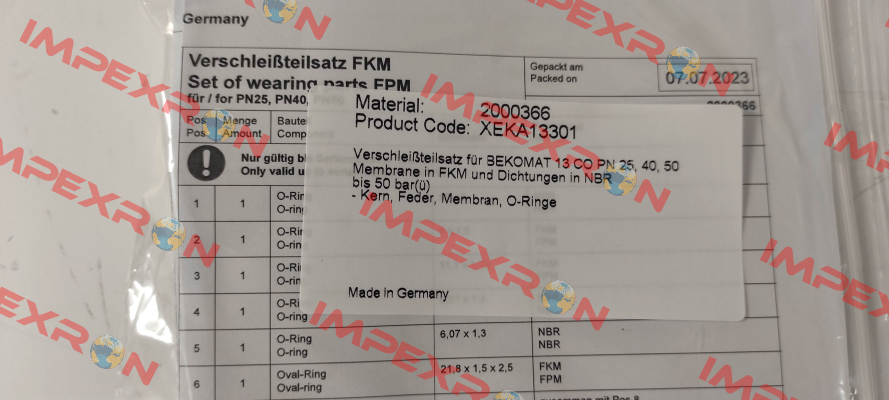 Germany
Verschleißteilsatz FKM
Set of wearing parts FPM
für / for PN25, PN40,
Gepackt am
Packed on
07.07.2023
Material: 2000366
Product Code: XEKA13301
Verschleißteilsatz für BEKOMAT 13 CO PN 25, 40, 50
Membrane in FKM und Dichtungen in NBR
bis 50 bar(ü)
- Kern, Feder, Membran, O-Ringe
Made in Germany
Pos
Pos
Menge
Amount
Nur gültig
Only valid
1 1 O-Ring
O-ring
2 1
3 1
4 1
O-ring
5 1 O-Ring 6,07 x 1,3 NBR
O-ring NBR
6 1 Oval-Ring 21,8 x 1,5 x 2,5 FKM
Oval-ring FPM
IMPEXRON